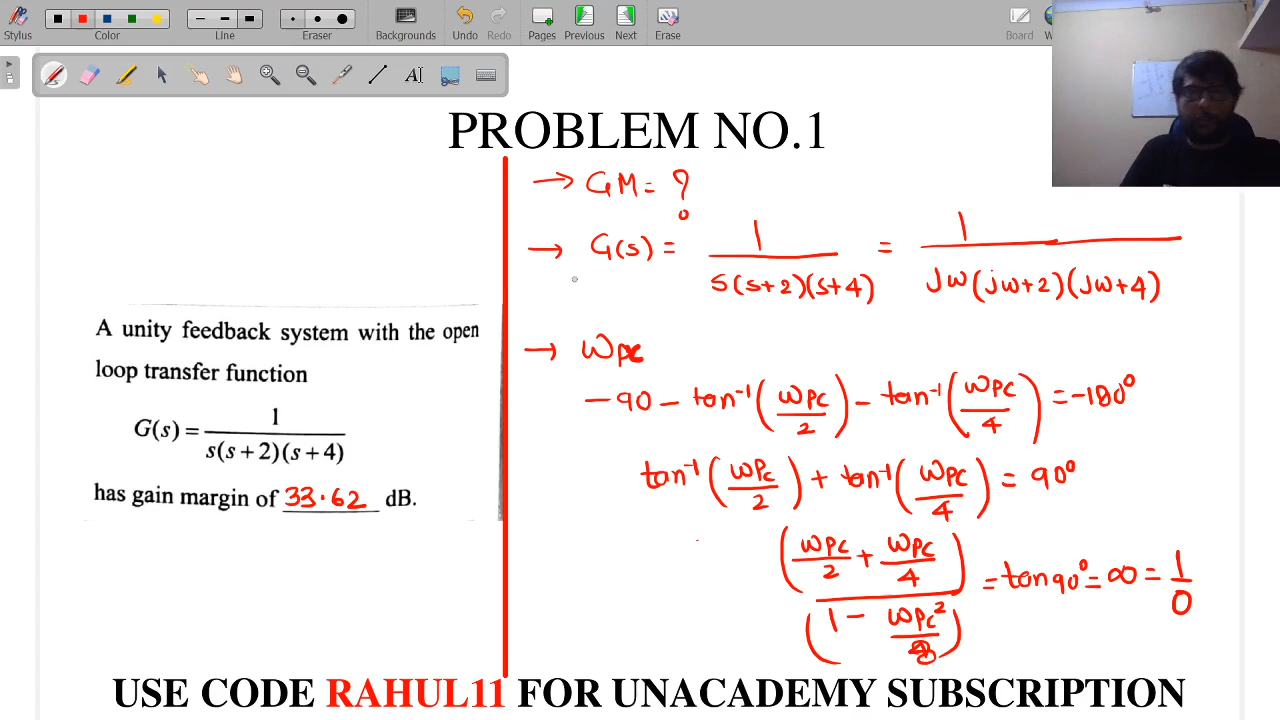 Stylus
Color
Line
Eraser
Backgrounds
Undo
Redo
Pages
Previous
Next
Erase
Board
PROBLEM NO.1
A unity feedback system with the open
loop transfer function
G(s) = 1 / s(s+2)(s+4)
has gain margin of 33.62 dB.
→ GM = ?
→ G(s) = 1 / s(s+2)(s+4) = 1 / jω(jω+2)(jω+4)
→ ωpc
−90 − tan⁻¹(ωpc/2) − tan⁻¹(ωpc/4) = −180°
tan⁻¹(ωpc/2) + tan⁻¹(ωpc/4) = 90°
(ωpc/2 + ωpc/4) / (1 − ωpc²/8) = tan90° = ∞ = 1/0
USE CODE RAHUL11 FOR UNACADEMY SUBSCRIPTION